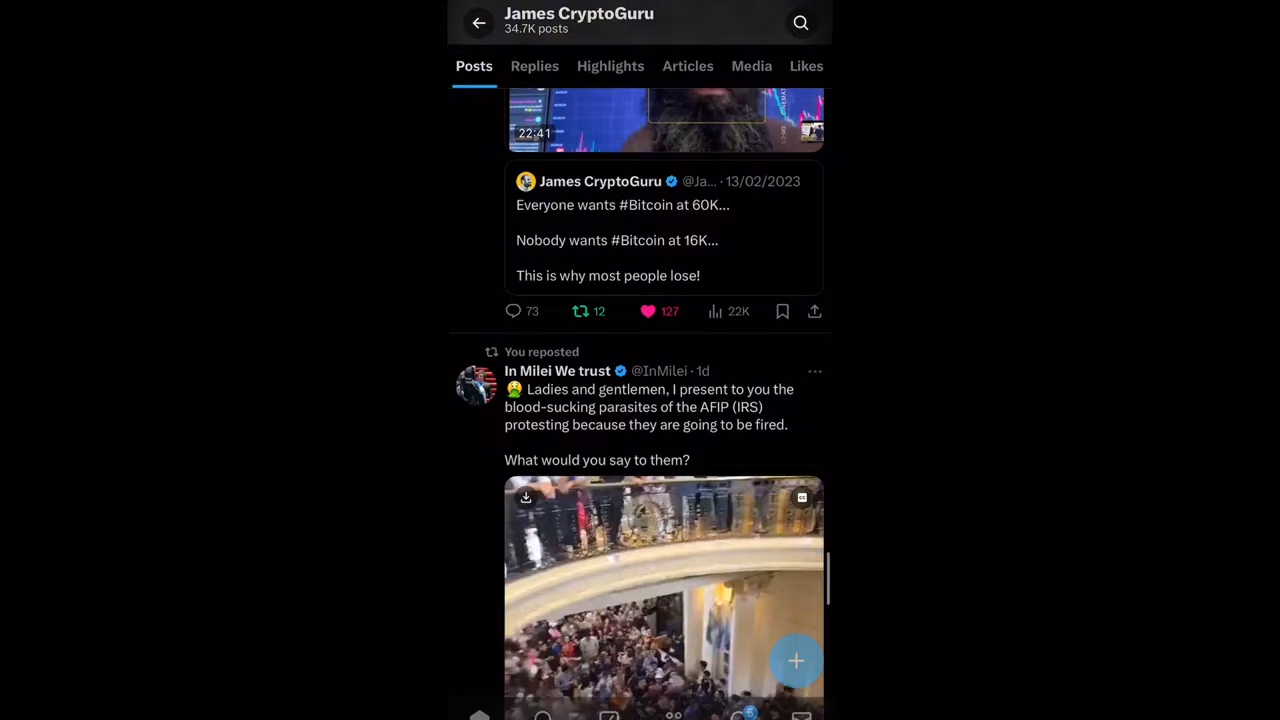 James CryptoGuru
34.7K posts
Posts Replies Highlights Articles Media Likes
22:41
James CryptoGuru @Ja... · 13/02/2023
Everyone wants #Bitcoin at 60K...
Nobody wants #Bitcoin at 16K...
This is why most people lose!
73 12 127 22K
You reposted
In Milei We trust @InMilei · 1d
🤮 Ladies and gentlemen, I present to you the
blood-sucking parasites of the AFIP (IRS)
protesting because they are going to be fired.
What would you say to them?
CC
5